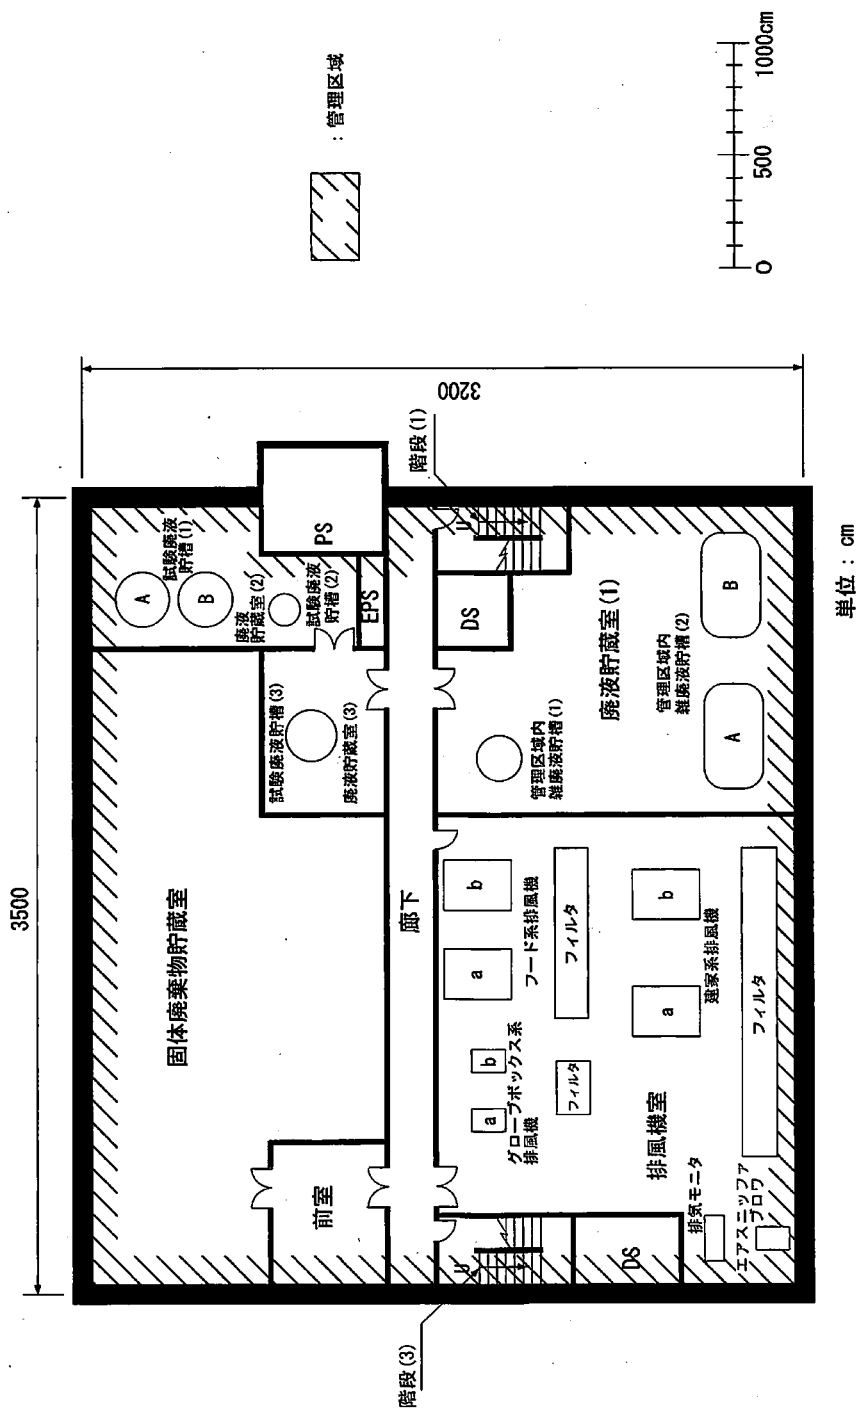 3500
3200
固体廃棄物貯蔵室
前室
廊下
試験廃液
貯槽(1)
A
B
廃液
貯蔵室(2)
試験廃液
貯槽(2)
試験廃液貯槽(3)
廃液貯蔵室(3)
PS
EPS
DS
階段(1)
U
階段(3)
U
DS
a
b
グローブボックス系
排風機
a
b
フード系排風機
フィルタ
フィルタ
a
b
建家系排風機
フィルタ
排風機室
排気モニタ
エアスニッファ
ブロワ
管理区域内
雑廃液貯槽(1)
廃液貯蔵室(1)
管理区域内
雑廃液貯槽(2)
A
B
：管理区域
0
500
1000cm
単位：cm